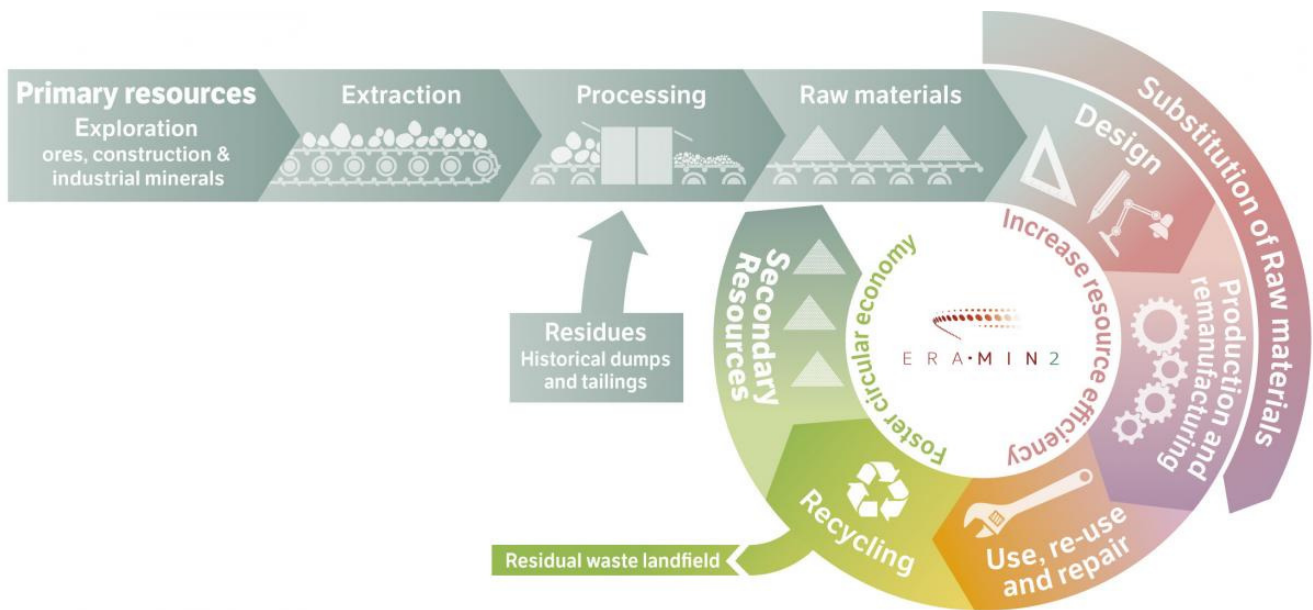 Primary resources
Exploration
ores, construction &
industrial minerals
Extraction
Processing
Raw materials
Design
Substitution of Raw materials
Production and
remanufacturing
Use, re-use
and repair
Recycling
Residual waste landfield
Secondary
Resources
Residues
Historical dumps
and tailings
Increase resource efficiency
Foster circular economy
ERA·MIN2